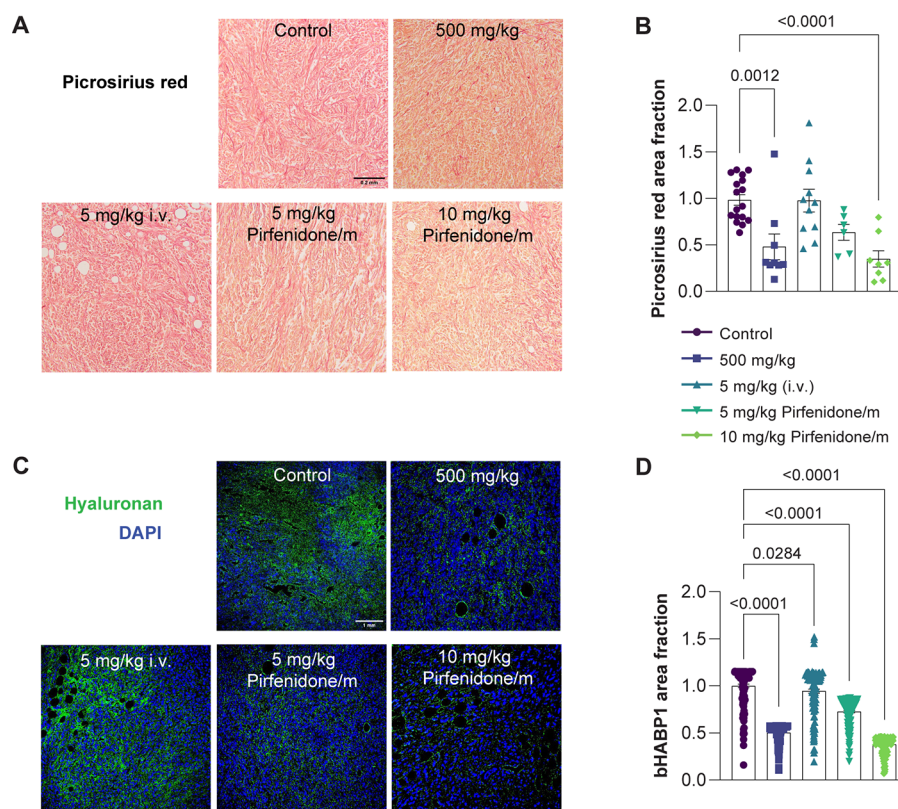 A
Picrosirius red
Control
500 mg/kg
0.2 mm
5 mg/kg i.v.
5 mg/kg
Pirfenidone/m
10 mg/kg
Pirfenidone/m
B
<0.0001
0.0012
Picrosirius red area fraction
2.0
1.5
1.0
0.5
0.0
Control
500 mg/kg
5 mg/kg (i.v.)
5 mg/kg Pirfenidone/m
10 mg/kg Pirfenidone/m
C
Hyaluronan
DAPI
Control
500 mg/kg
1 mm
5 mg/kg i.v.
5 mg/kg
Pirfenidone/m
10 mg/kg
Pirfenidone/m
D
<0.0001
<0.0001
0.0284
<0.0001
bHABP1 area fraction
2.0
1.5
1.0
0.5
0.0